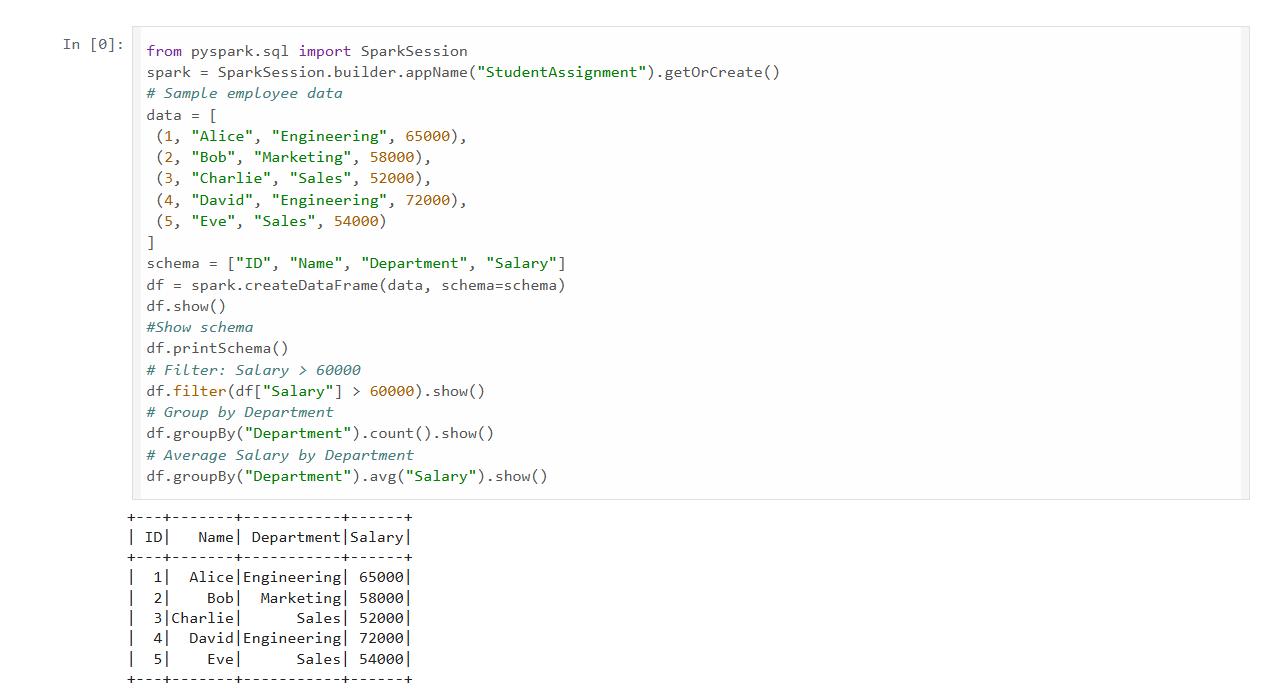 In [0]:
from pyspark.sql import SparkSession
spark = SparkSession.builder.appName("StudentAssignment").getOrCreate()
# Sample employee data
data = [
 (1, "Alice", "Engineering", 65000),
 (2, "Bob", "Marketing", 58000),
 (3, "Charlie", "Sales", 52000),
 (4, "David", "Engineering", 72000),
 (5, "Eve", "Sales", 54000)
]
schema = ["ID", "Name", "Department", "Salary"]
df = spark.createDataFrame(data, schema=schema)
df.show()
#Show schema
df.printSchema()
# Filter: Salary > 60000
df.filter(df["Salary"] > 60000).show()
# Group by Department
df.groupBy("Department").count().show()
# Average Salary by Department
df.groupBy("Department").avg("Salary").show()
+---+-------+-----------+------+
| ID|   Name| Department|Salary|
+---+-------+-----------+------+
|  1|  Alice|Engineering| 65000|
|  2|    Bob|  Marketing| 58000|
|  3|Charlie|      Sales| 52000|
|  4|  David|Engineering| 72000|
|  5|    Eve|      Sales| 54000|
+---+-------+-----------+------+